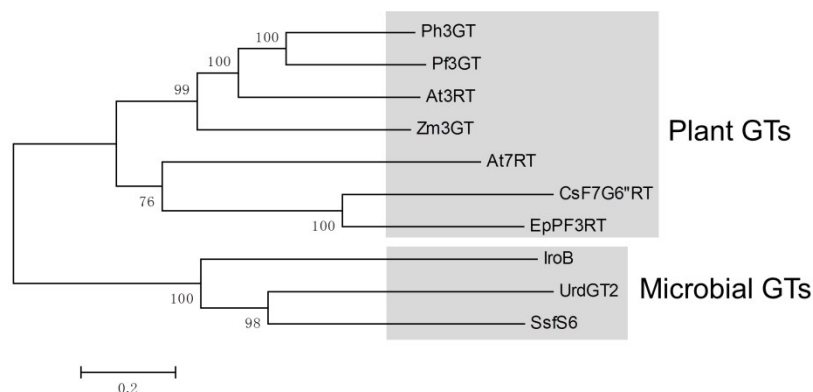 Ph3GT
100
Pf3GT
100
At3RT
99
Zm3GT
Plant GTs
At7RT
76
CsF7G6"RT
100
EpPF3RT
IroB
100
UrdGT2
Microbial GTs
98
SsfS6
0.2